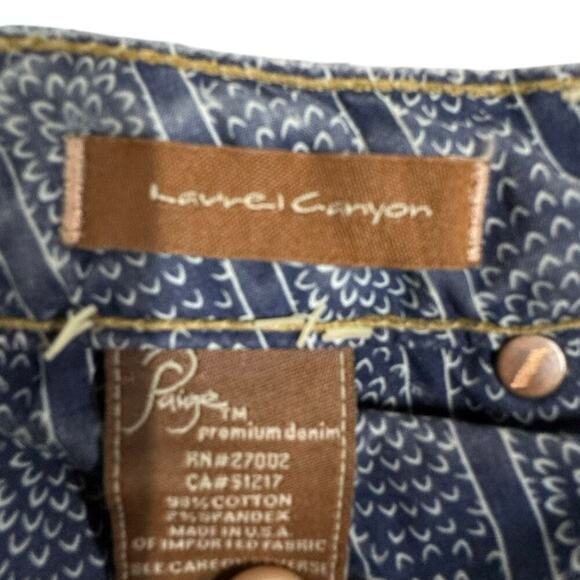 Laurel Canyon
Paige TM
premium denim
RN#27002
CA#51217
98% COTTON
2% SPANDEX
MADE IN U.S.A.
OF IMPORTED FABRIC
SEE CARE ON REVERSE